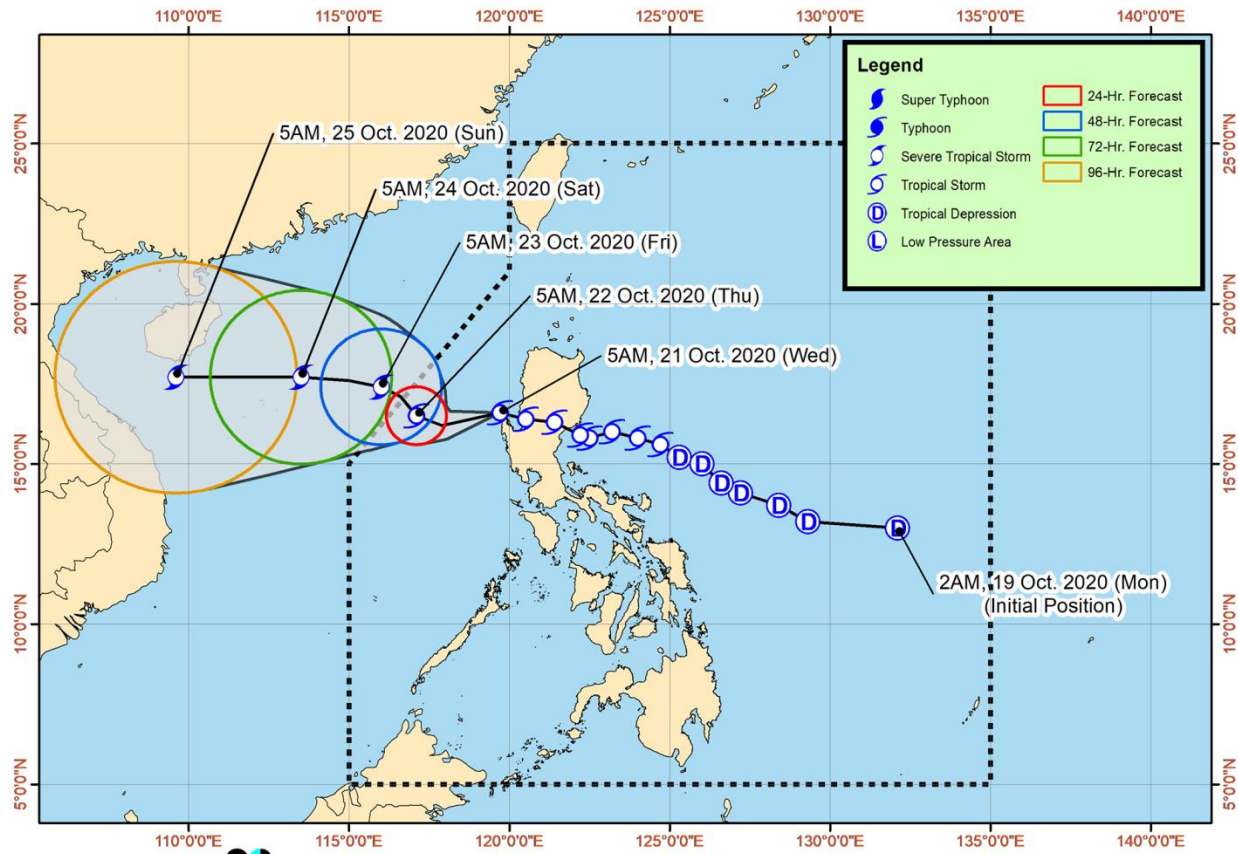 110°0'0"E 115°0'0"E 120°0'0"E 125°0'0"E 130°0'0"E 135°0'0"E 140°0'0"E
Legend
Super Typhoon
Typhoon
Severe Tropical Storm
Tropical Storm
D Tropical Depression
L Low Pressure Area
24-Hr. Forecast
48-Hr. Forecast
72-Hr. Forecast
96-Hr. Forecast
5AM, 25 Oct. 2020 (Sun)
5AM, 24 Oct. 2020 (Sat)
5AM, 23 Oct. 2020 (Fri)
5AM, 22 Oct. 2020 (Thu)
5AM, 21 Oct. 2020 (Wed)
D D D D D D D
2AM, 19 Oct. 2020 (Mon)
(Initial Position)
25°0'0"N
20°0'0"N
15°0'0"N
10°0'0"N
5°0'0"N
25°0'0"N
20°0'0"N
15°0'0"N
10°0'0"N
5°0'0"N
110°0'0"E 115°0'0"E 120°0'0"E 125°0'0"E 130°0'0"E 135°0'0"E 140°0'0"E